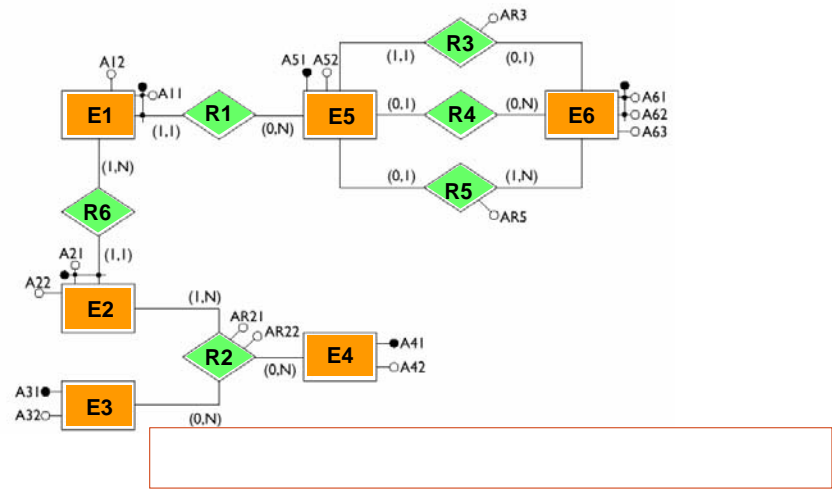 AR3
R3
(1,1)
(0,1)
A12
A51
A52
A11
E1
R1
E5
R4
E6
A61
A62
A63
(1,1)
(0,N)
(0,1)
(0,N)
(1,N)
(0,1)
(1,N)
R5
AR5
R6
A21
(1,1)
A22
E2
(1,N)
AR21
AR22
R2
E4
A41
A42
(0,N)
A31
A32
E3
(0,N)